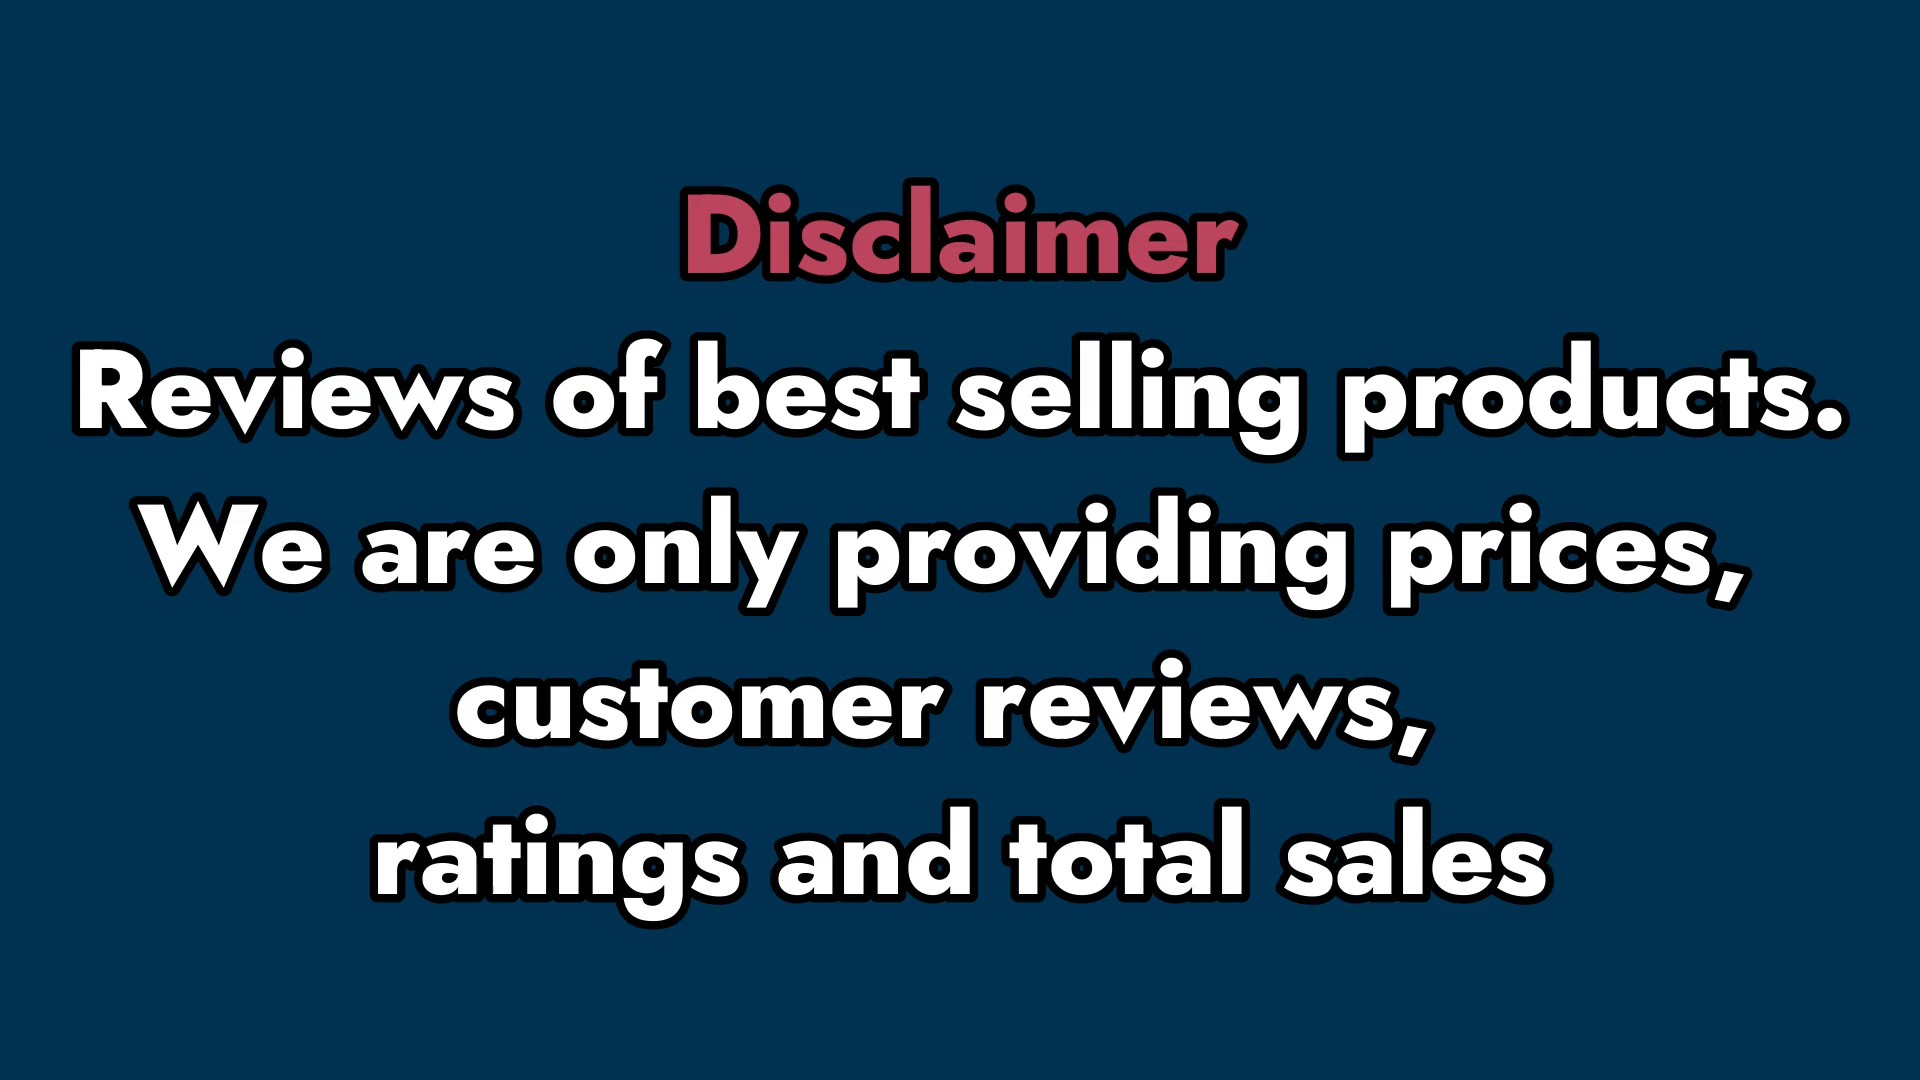 Disclaimer
Reviews of best selling products.
We are only providing prices,
customer reviews,
ratings and total sales